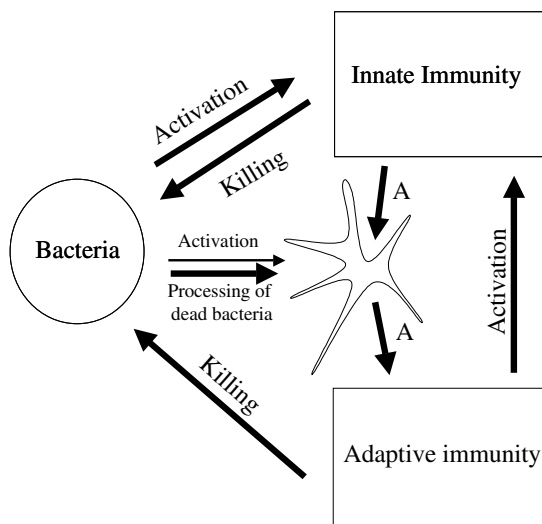 Innate Immunity
Activation
Killing
A
Bacteria
Activation
Processing of
dead bacteria
Activation
A
Killing
Adaptive immunity